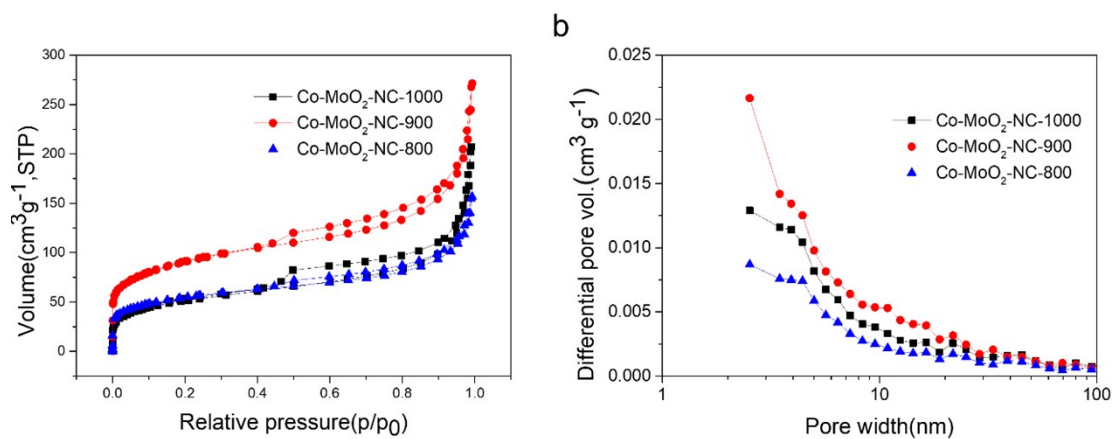 b
300
250
200
150
100
50
0
Volume(cm³g⁻¹,STP)
0.0 0.2 0.4 0.6 0.8 1.0
Relative pressure(p/p₀)
Co-MoO₂-NC-1000
Co-MoO₂-NC-900
Co-MoO₂-NC-800
0.025
0.020
0.015
0.010
0.005
0.000
Differential pore vol.(cm³ g⁻¹)
1 10 100
Pore width(nm)
Co-MoO₂-NC-1000
Co-MoO₂-NC-900
Co-MoO₂-NC-800